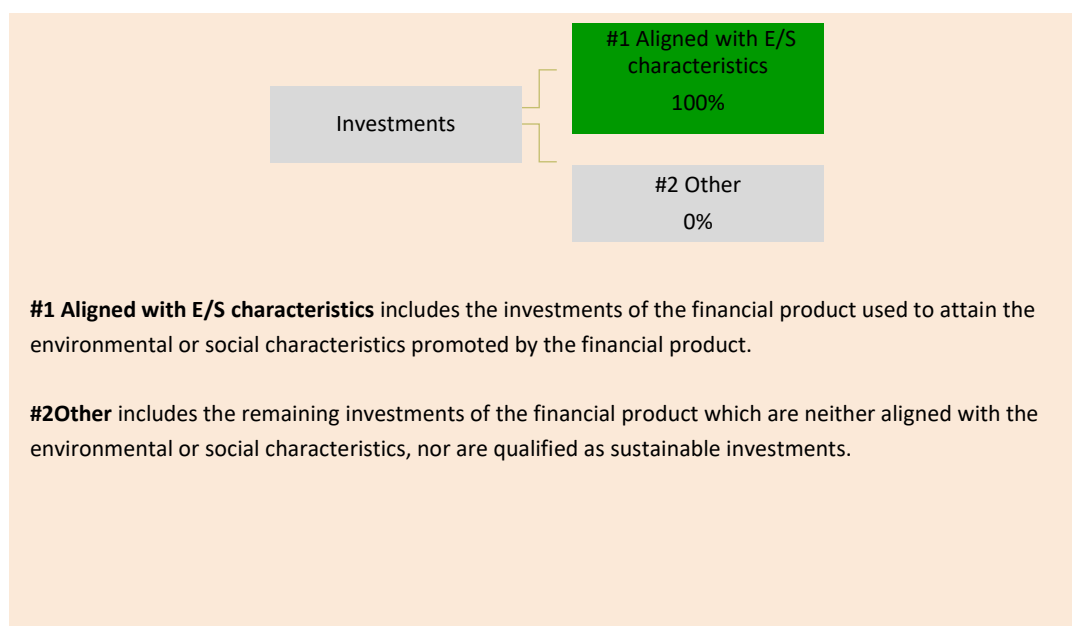 #1 Aligned with E/S
characteristics
100%
Investments
#2 Other
0%
#1 Aligned with E/S characteristics includes the investments of the financial product used to attain the
environmental or social characteristics promoted by the financial product.
#2Other includes the remaining investments of the financial product which are neither aligned with the
environmental or social characteristics, nor are qualified as sustainable investments.